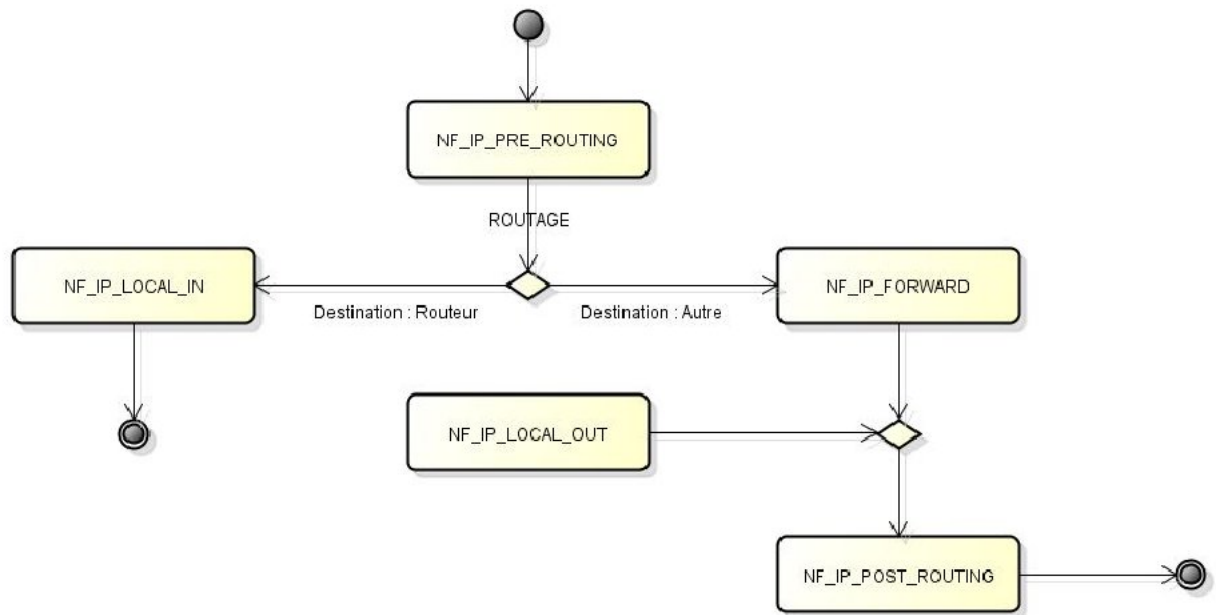 NF_IP_PRE_ROUTING
ROUTAGE
NF_IP_LOCAL_IN
NF_IP_FORWARD
Destination : Routeur
Destination : Autre
NF_IP_LOCAL_OUT
NF_IP_POST_ROUTING